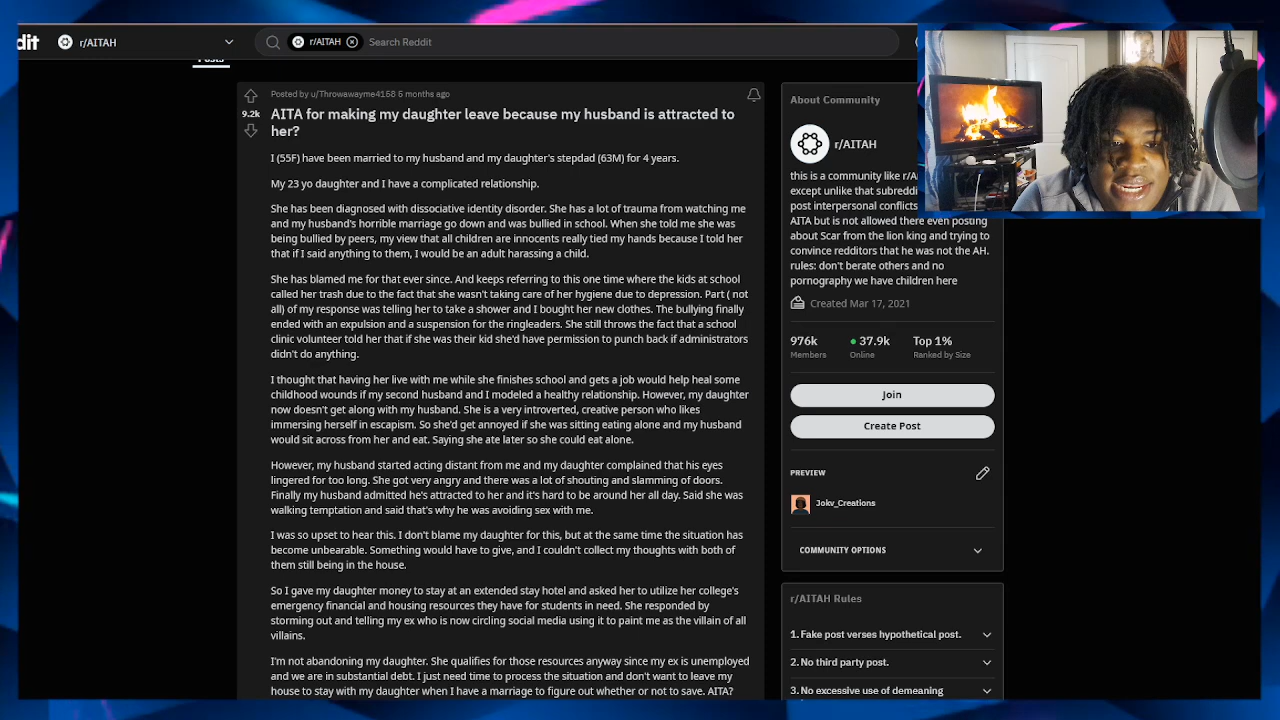 dit
r/AITAH
r/AITAH
Search Reddit
Posts
Posted by u/Throwawayme4158 5 months ago
9.2k
AITA for making my daughter leave because my husband is attracted to
her?
I (55F) have been married to my husband and my daughter's stepdad (63M) for 4 years.
My 23 yo daughter and I have a complicated relationship.
She has been diagnosed with dissociative identity disorder. She has a lot of trauma from watching me
and my husband's horrible marriage go down and was bullied in school. When she told me she was
being bullied by peers, my view that all children are innocents really tied my hands because I told her
that if I said anything to them, I would be an adult harassing a child.
She has blamed me for that ever since. And keeps referring to this one time where the kids at school
called her trash due to the fact that she wasn't taking care of her hygiene due to depression. Part ( not
all) of my response was telling her to take a shower and I bought her new clothes. The bullying finally
ended with an expulsion and a suspension for the ringleaders. She still throws the fact that a school
clinic volunteer told her that if she was their kid she'd have permission to punch back if administrators
didn't do anything.
I thought that having her live with me while she finishes school and gets a job would help heal some
childhood wounds if my second husband and I modeled a healthy relationship. However, my daughter
now doesn't get along with my husband. She is a very introverted, creative person who likes
immersing herself in escapism. So she'd get annoyed if she was sitting eating alone and my husband
would sit across from her and eat. Saying she ate later so she could eat alone.
However, my husband started acting distant from me and my daughter complained that his eyes
lingered for too long. She got very angry and there was a lot of shouting and slamming of doors.
Finally my husband admitted he's attracted to her and it's hard to be around her all day. Said she was
walking temptation and said that's why he was avoiding sex with me.
I was so upset to hear this. I don't blame my daughter for this, but at the same time the situation has
become unbearable. Something would have to give, and I couldn't collect my thoughts with both of
them still being in the house.
So I gave my daughter money to stay at an extended stay hotel and asked her to utilize her college's
emergency financial and housing resources they have for students in need. She responded by
storming out and telling my ex who is now circling social media using it to paint me as the villain of all
villains.
I'm not abandoning my daughter. She qualifies for those resources anyway since my ex is unemployed
and we are in substantial debt. I just need time to process the situation and don't want to leave my
house to stay with my daughter when I have a marriage to figure out whether or not to save. AITA?
About Community
r/AITAH
this is a community like r/A
except unlike that subreddi
post interpersonal conflicts
AITA but is not allowed there even posting
about Scar from the lion king and trying to
convince redditors that he was not the AH.
rules: don't berate others and no
pornography we have children here
Created Mar 17, 2021
976k
37.9k
Top 1%
Members
Online
Ranked by Size
Join
Create Post
PREVIEW
Jokv_Creations
COMMUNITY OPTIONS
r/AITAH Rules
1. Fake post verses hypothetical post.
2. No third party post.
3. No excessive use of demeaning